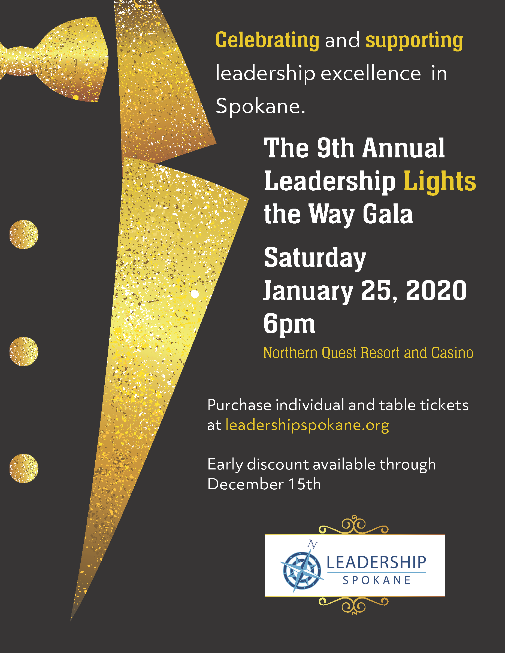 Celebrating and supporting
leadership excellence in
Spokane.
The 9th Annual
Leadership Lights
the Way Gala
Saturday
January 25, 2020
6pm
Northern Quest Resort and Casino
Purchase individual and table tickets
at leadershipspokane.org
Early discount available through
December 15th
N
LEADERSHIP
SPOKANE